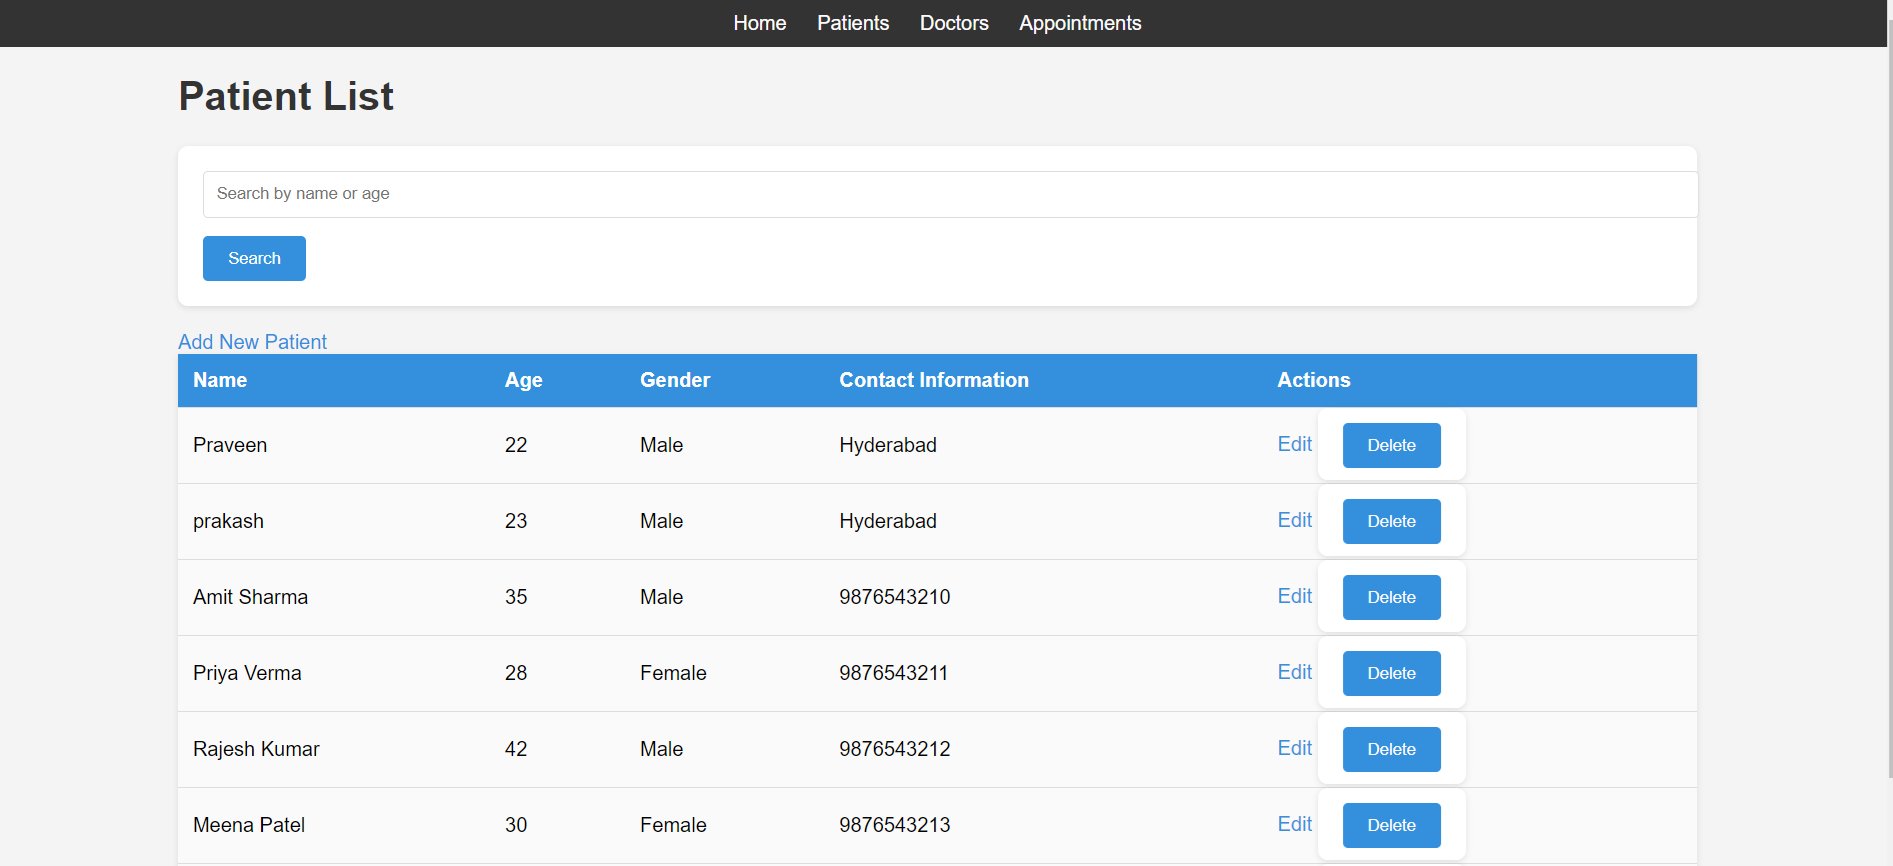 Home Patients Doctors Appointments
Patient List
Search by name or age
Search
Add New Patient
Name Age Gender Contact Information Actions
Praveen 22 Male Hyderabad Edit Delete
prakash 23 Male Hyderabad Edit Delete
Amit Sharma 35 Male 9876543210 Edit Delete
Priya Verma 28 Female 9876543211 Edit Delete
Rajesh Kumar 42 Male 9876543212 Edit Delete
Meena Patel 30 Female 9876543213 Edit Delete